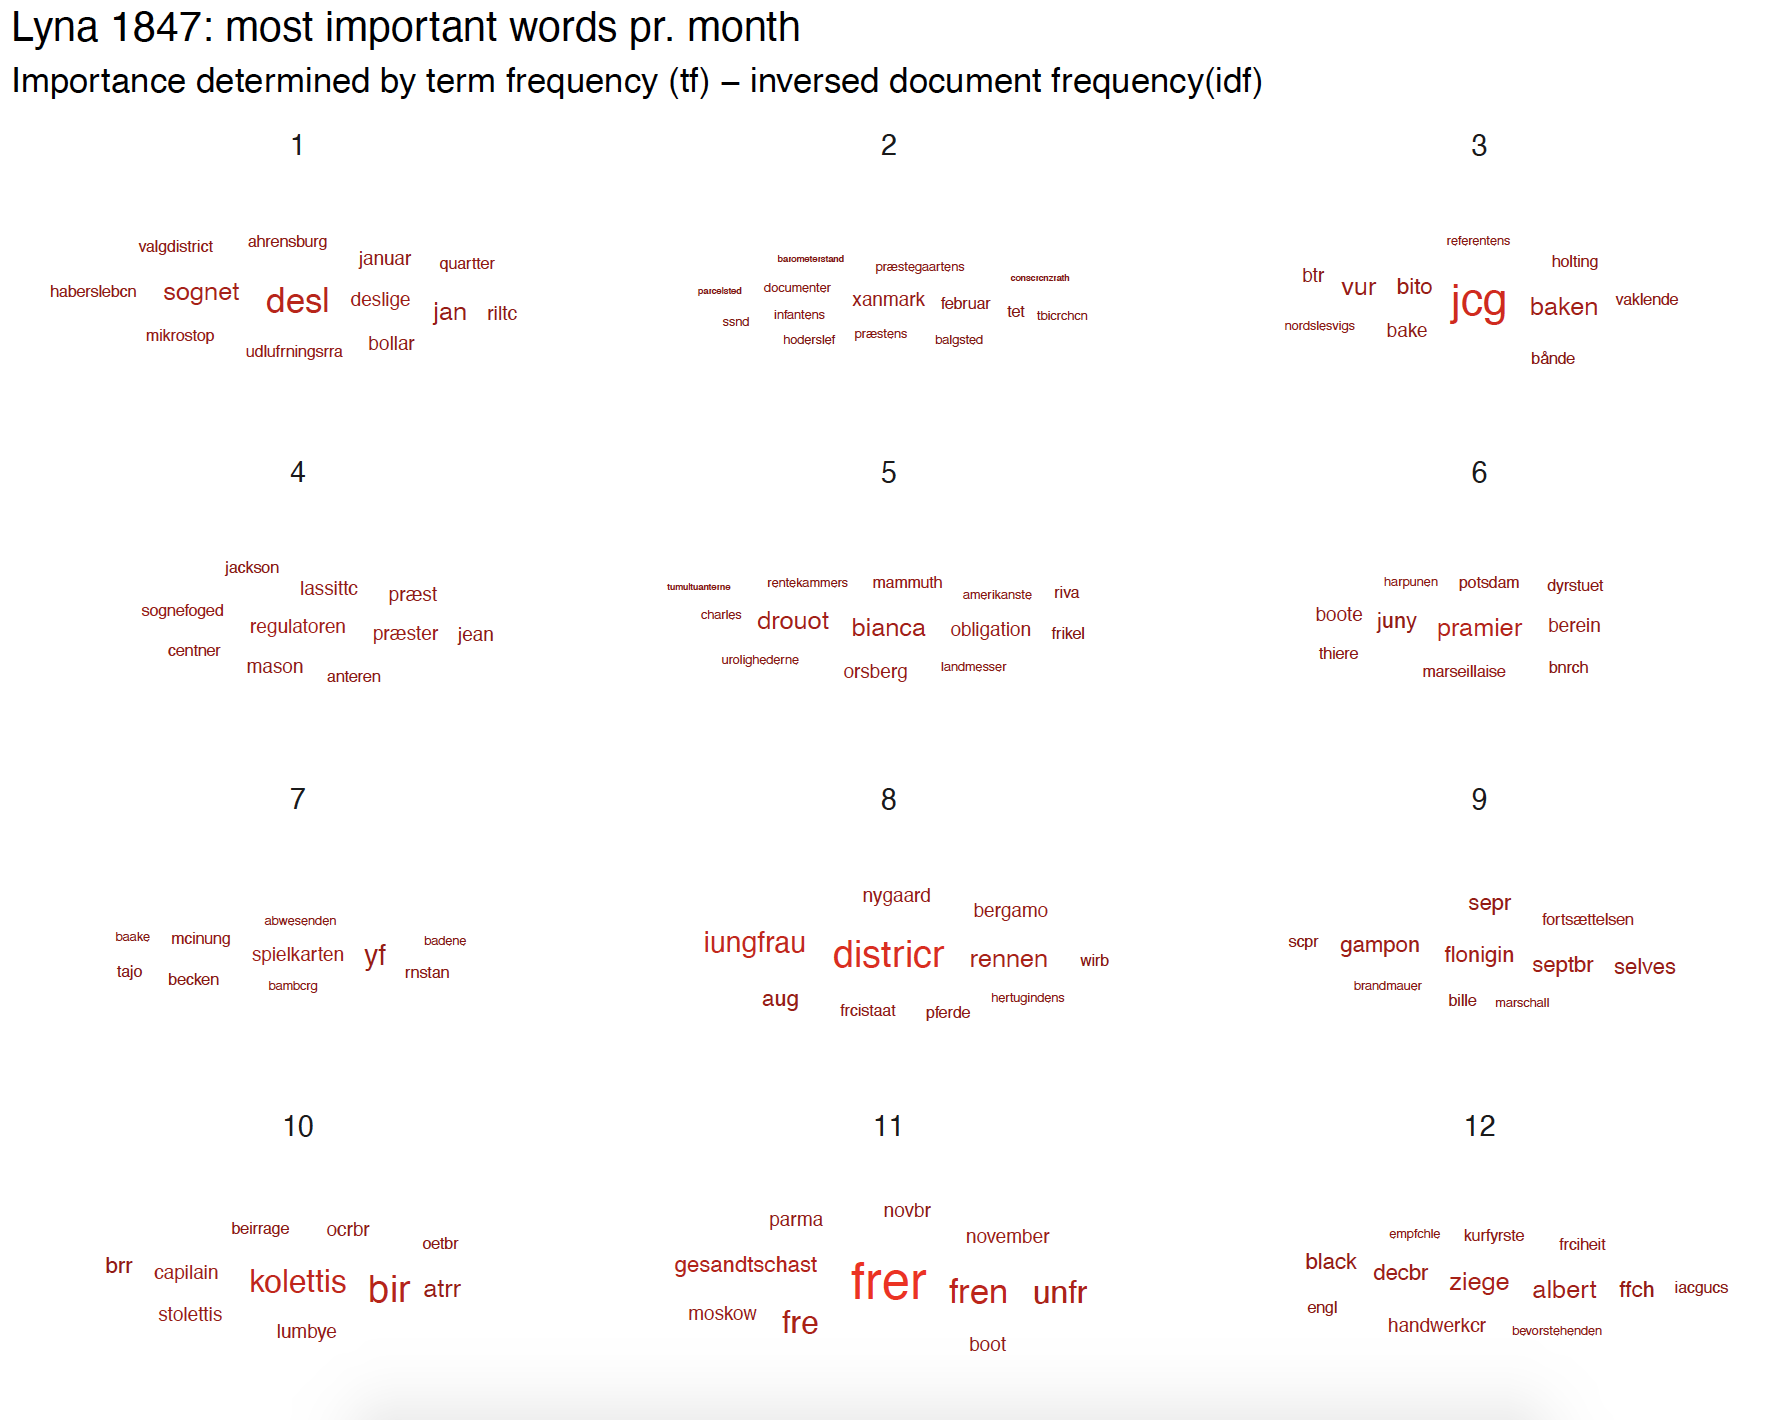 Lyna 1847: most important words pr. month
Importance determined by term frequency (tf) – inversed document frequency(idf)
1
valgdistrict ahrensburg januar quartter
haberslebcn sognet desl deslige jan riltc
mikrostop udlufrningsrra bollar
2
barometerstand præstegaartens conscrcnzrath
parcelsted documenter xanmark februar tet tbicrchcn
ssnd infantens
hoderslef præstens balgsted
3
referentens holting
btr vur bito jcg baken vaklende
nordslesvigs bake
bånde
4
jackson lassittc præst
sognefoged regulatoren præster jean
centner mason anteren
5
tumultuanterne rentekammers mammuth amerikanste riva
charles drouot bianca obligation frikel
urolighederne orsberg landmesser
6
harpunen potsdam dyrstuet
boote juny pramier berein
thiere marseillaise bnrch
7
abwesenden
baake mcinung spielkarten yf badene
tajo becken bambcrg rnstan
8
nygaard bergamo
iungfrau districr rennen wirb
aug frcistaat pferde hertugindens
9
sepr fortsættelsen
scpr gampon flonigin septbr selves
brandmauer bille marschall
10
beirrage ocrbr oetbr
brr capilain kolettis bir atrr
stolettis lumbye
11
parma novbr november
gesandtschast frer fren unfr
moskow fre boot
12
empfchle kurfyrste frciheit
black decbr ziege albert ffch iacgucs
engl handwerkcr bevorstehenden